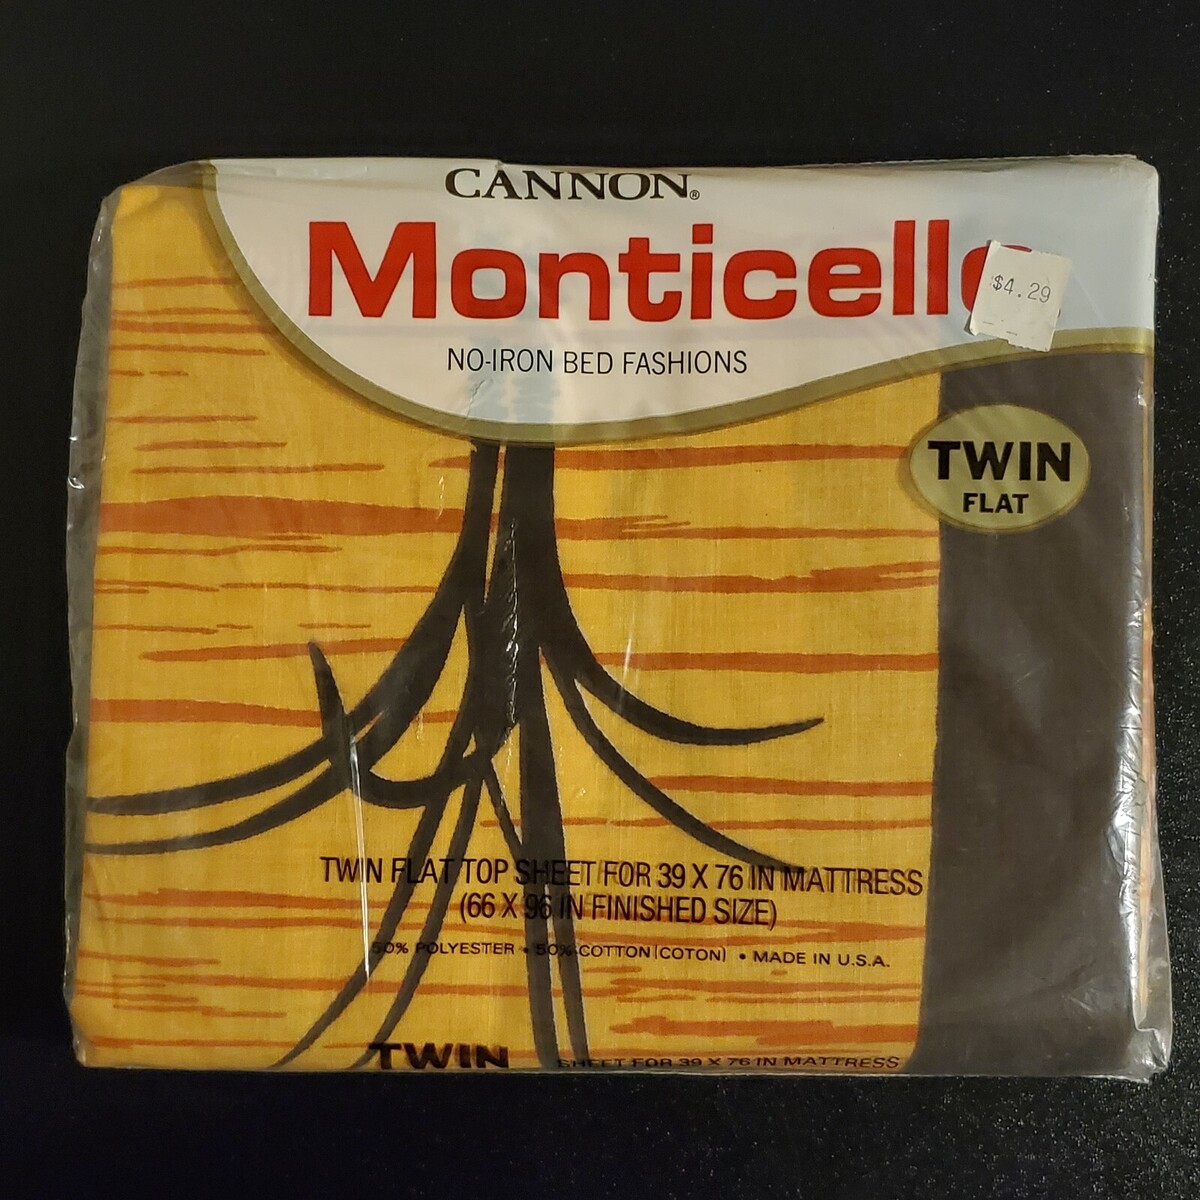 CANNON®
Monticello
$4.29
NO-IRON BED FASHIONS
TWIN
FLAT
TWIN FLAT TOP SHEET FOR 39 X 76 IN MATTRESS
(66 X 96 IN FINISHED SIZE)
50% POLYESTER • 50% COTTON (COTON) • MADE IN U.S.A.
TWIN SHEET FOR 39 X 76 IN MATTRESS